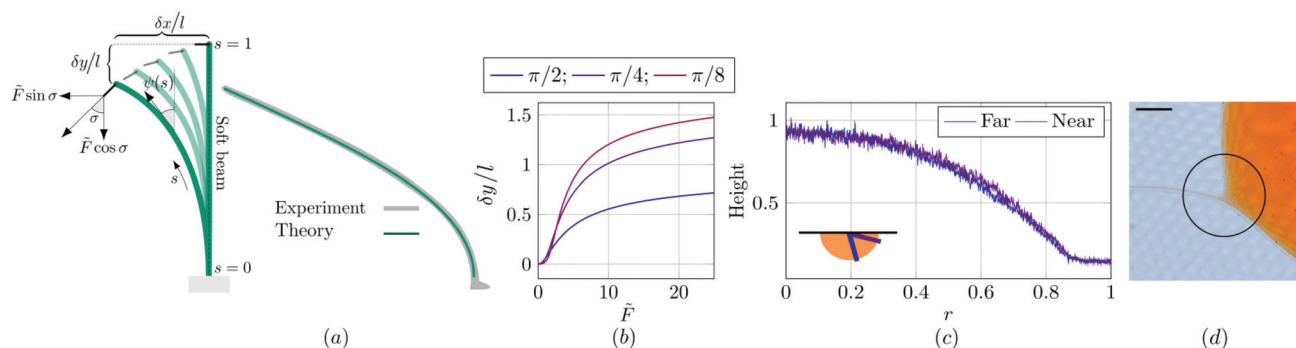 δx/l
s = 1
δy/l
ψ(s)
F̃ sin σ
σ
F̃ cos σ
s
Soft beam
s = 0
Experiment
Theory
(a)
π/2; π/4; π/8
1.5
1
0.5
0
δy/l
0 10 20
F̃
(b)
1
0.5
Height
Far Near
0 0.2 0.4 0.6 0.8 1
r
(c)
(d)